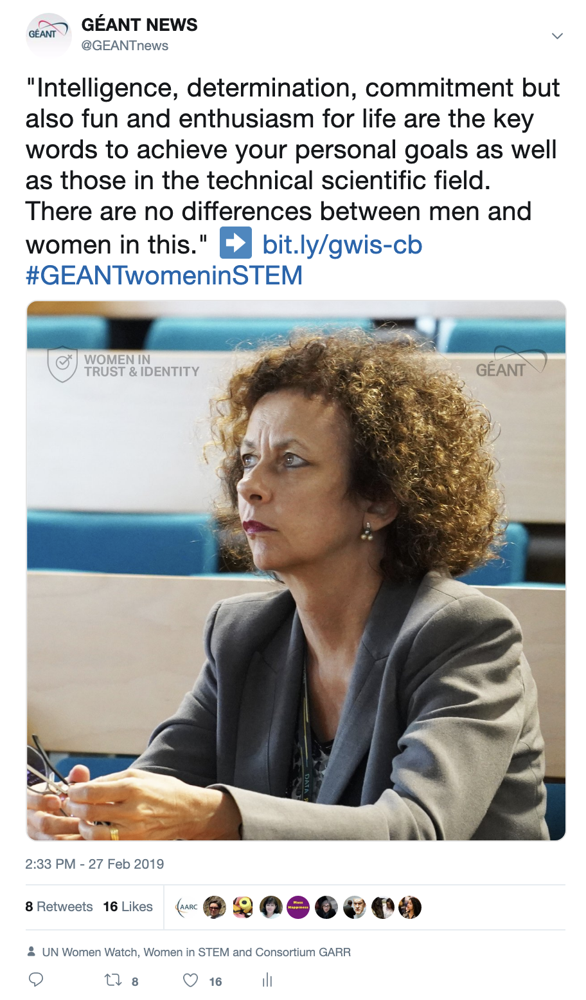 GÉANT
GÉANT NEWS
@GEANTnews
"Intelligence, determination, commitment but
also fun and enthusiasm for life are the key
words to achieve your personal goals as well
as those in the technical scientific field.
There are no differences between men and
women in this." ➡ bit.ly/gwis-cb
#GEANTwomeninSTEM
WOMEN IN
TRUST & IDENTITY
GÉANT
DATA
2:33 PM - 27 Feb 2019
8 Retweets 16 Likes
AARC
Mass
Happiness
UN Women Watch, Women in STEM and Consortium GARR
8 16